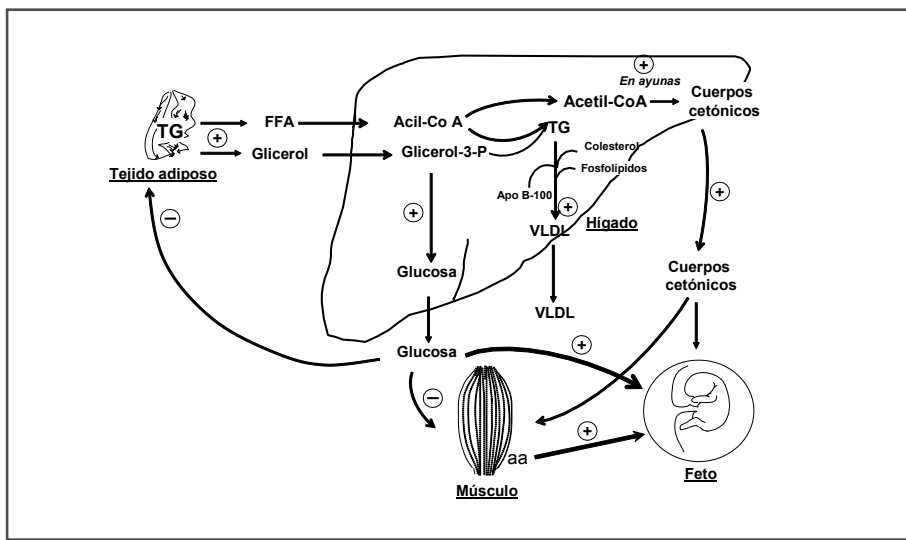 +
En ayunas
Acetil-CoA
Cuerpos
cetónicos
TG
+
FFA
Glicerol
Tejido adiposo
Acil-Co A
Glicerol-3-P
TG
Colesterol
Fosfolípidos
Apo B-100
+
VLDL
Hígado
+
+
−
Glucosa
Cuerpos
cetónicos
VLDL
Glucosa
+
−
+
aa
Músculo
Feto